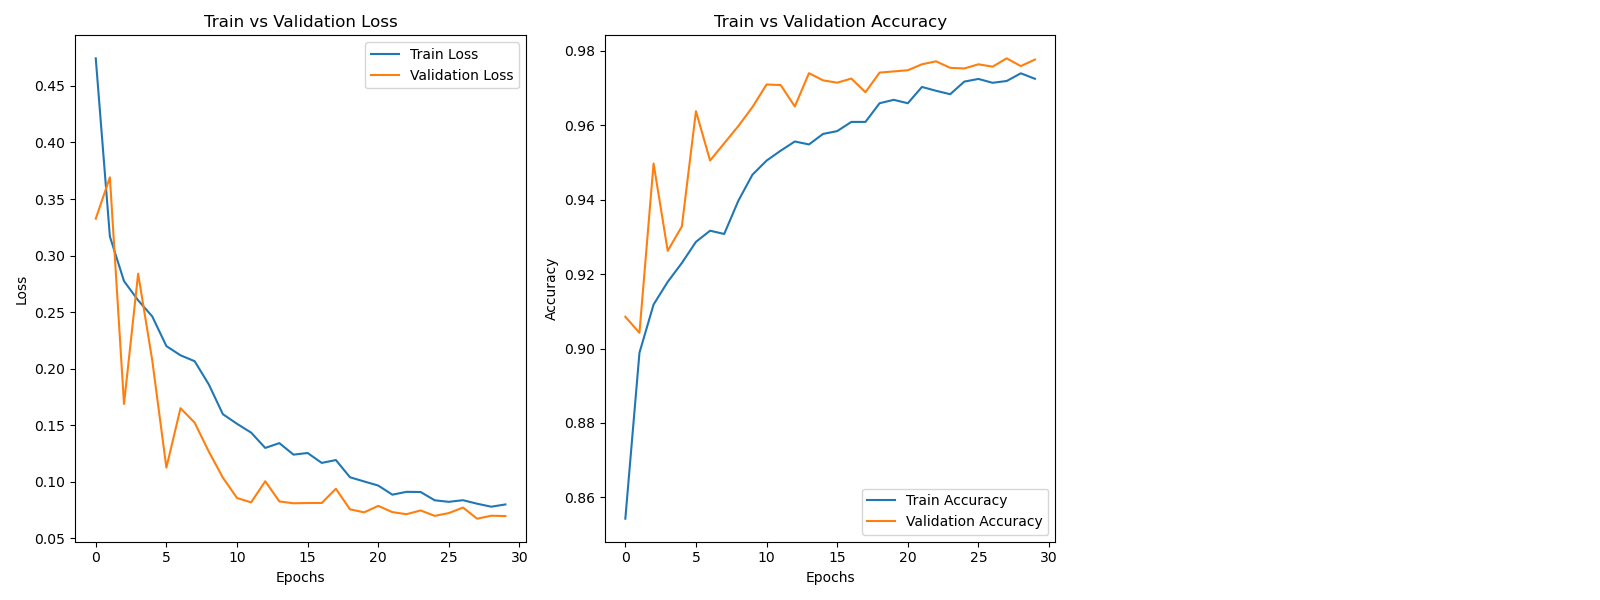 Train vs Validation Loss
Train Loss
Validation Loss
0.45
0.40
0.35
0.30
0.25
0.20
0.15
0.10
0.05
Loss
0 5 10 15 20 25 30
Epochs
Train vs Validation Accuracy
0.98
0.96
0.94
0.92
0.90
0.88
0.86
Accuracy
Train Accuracy
Validation Accuracy
0 5 10 15 20 25 30
Epochs